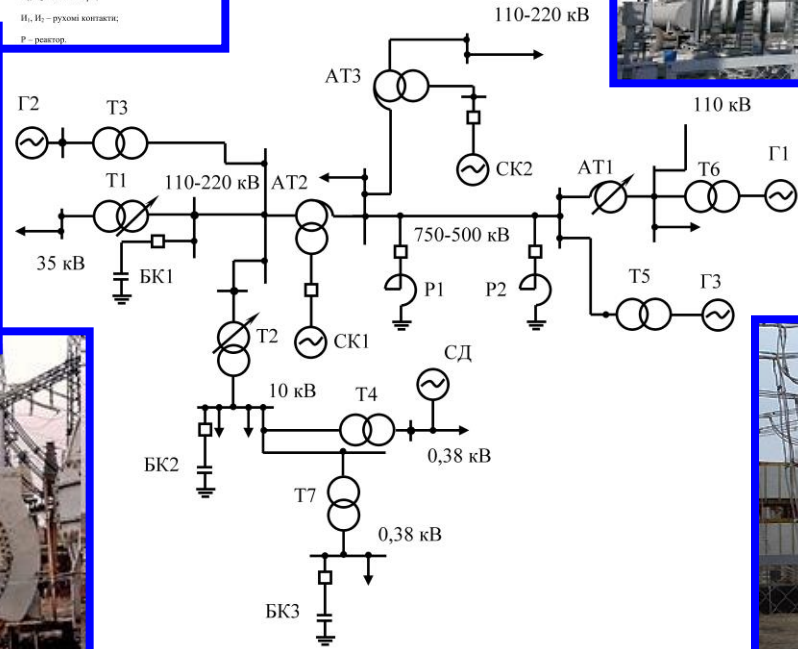 И₁, И₂ – рухомі контакти;
Р – реактор.
110-220 кВ
АТ3
Г2
Т3
110 кВ
СК2
АТ1
Г1
Т6
Т1
110-220 кВ
АТ2
35 кВ
БК1
750-500 кВ
Р1
Р2
Т5
Г3
Т2
СК1
СД
10 кВ
Т4
БК2
0,38 кВ
Т7
0,38 кВ
БК3